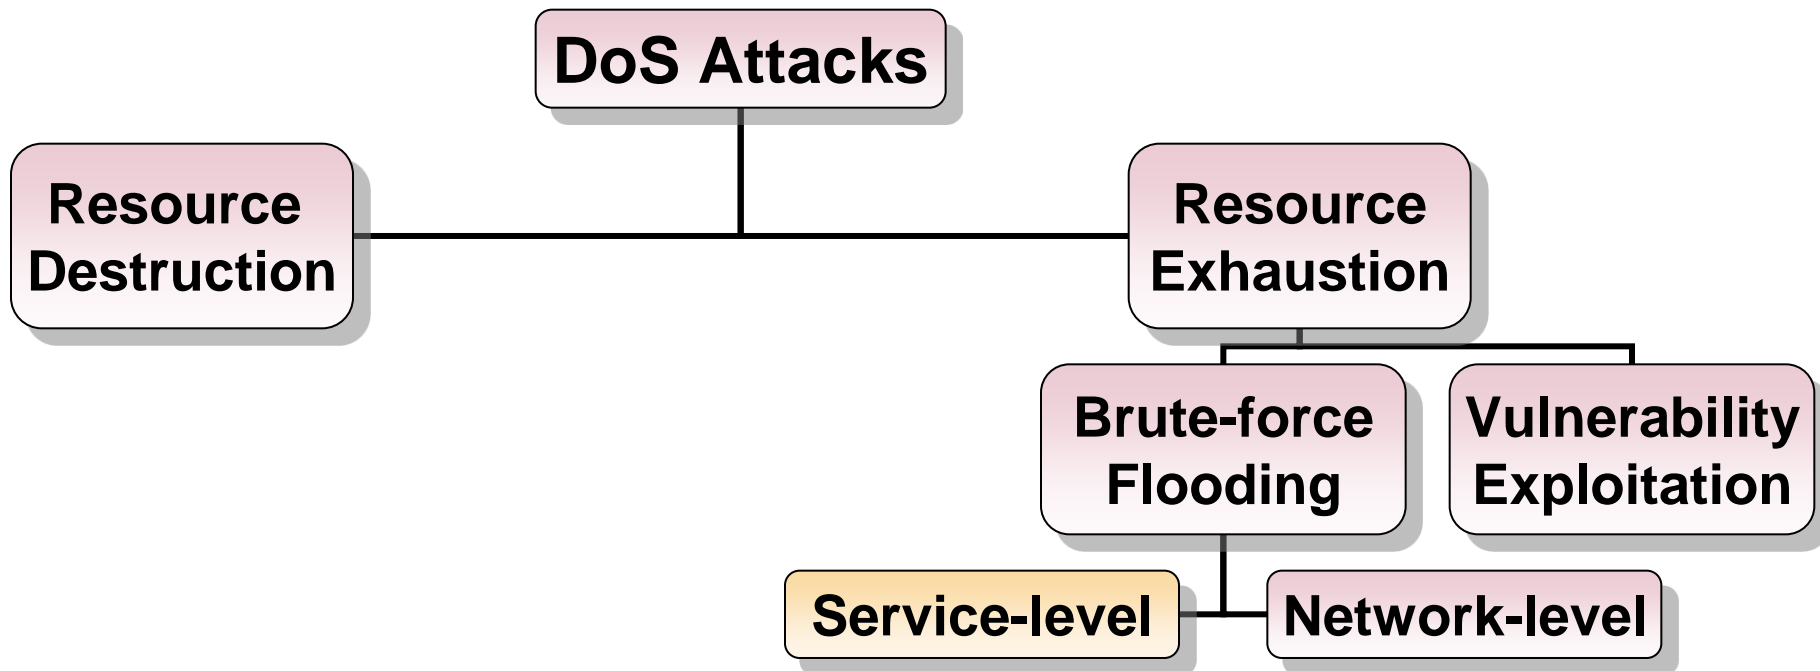 DoS Attacks
Resource
Destruction
Resource
Exhaustion
Brute-force
Flooding
Vulnerability
Exploitation
Service-level
Network-level